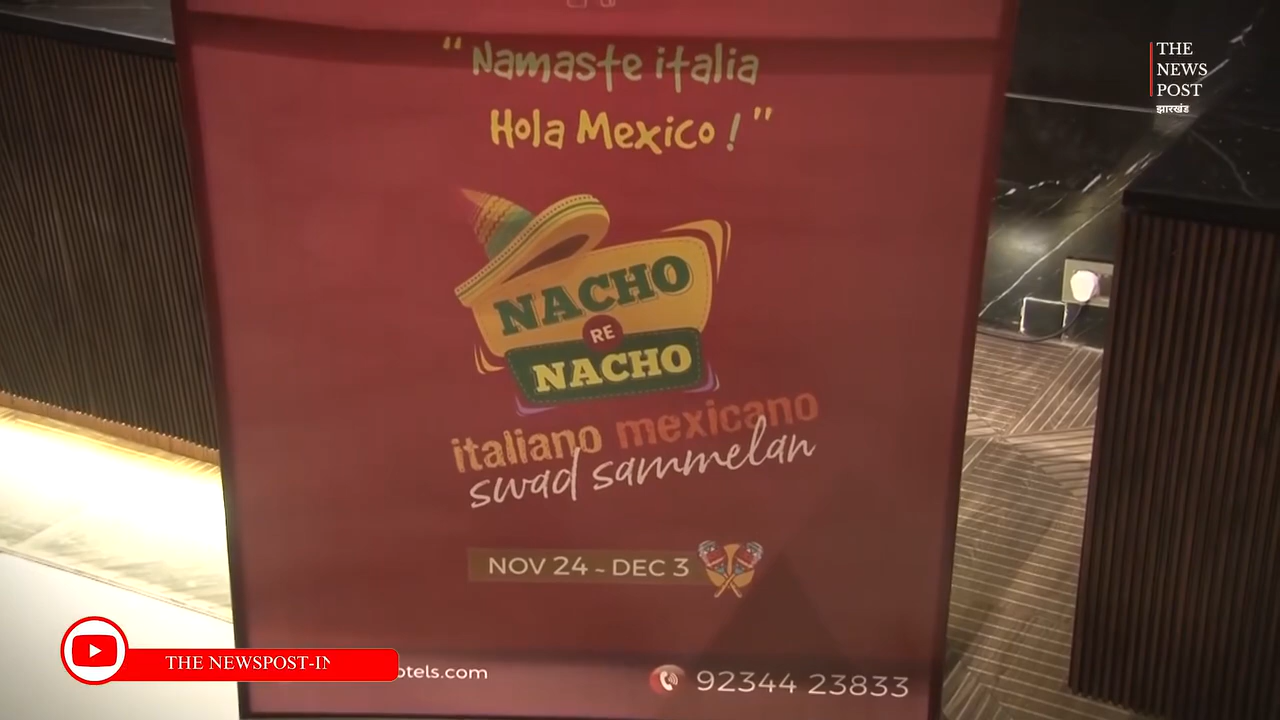 “Namaste italia
Hola Mexico !”
NACHO
RE
NACHO
italiano mexicano
swad sammelan
NOV 24 - DEC 3
otels.com
92344 23833
THE
NEWS
POST
झारखंड
THE NEWSPOST-IN